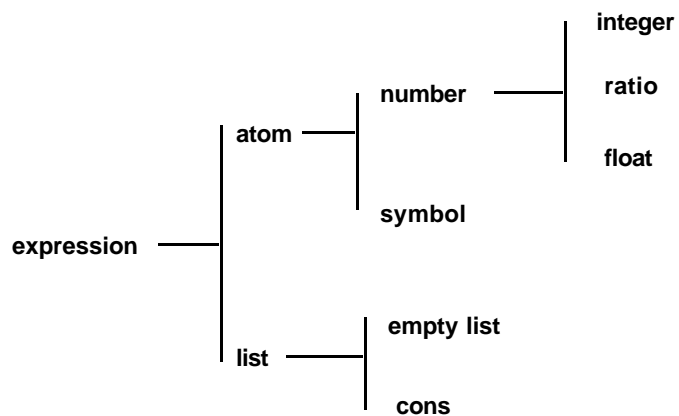 integer
number
ratio
atom
float
symbol
expression
empty list
list
cons